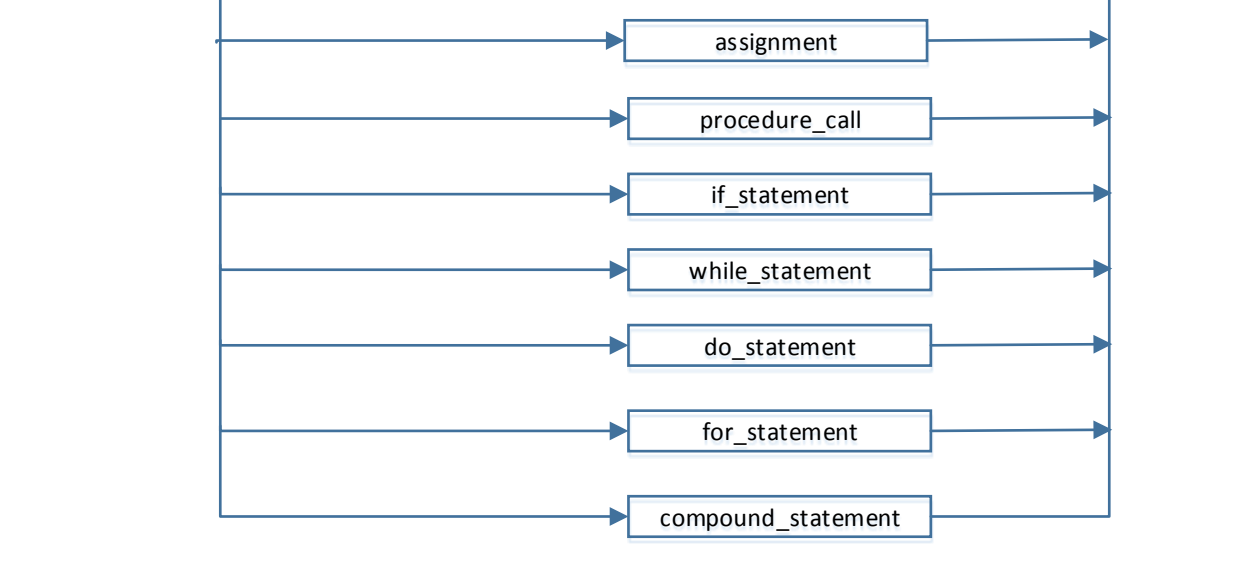 assignment
procedure_call
if_statement
while_statement
do_statement
for_statement
compound_statement